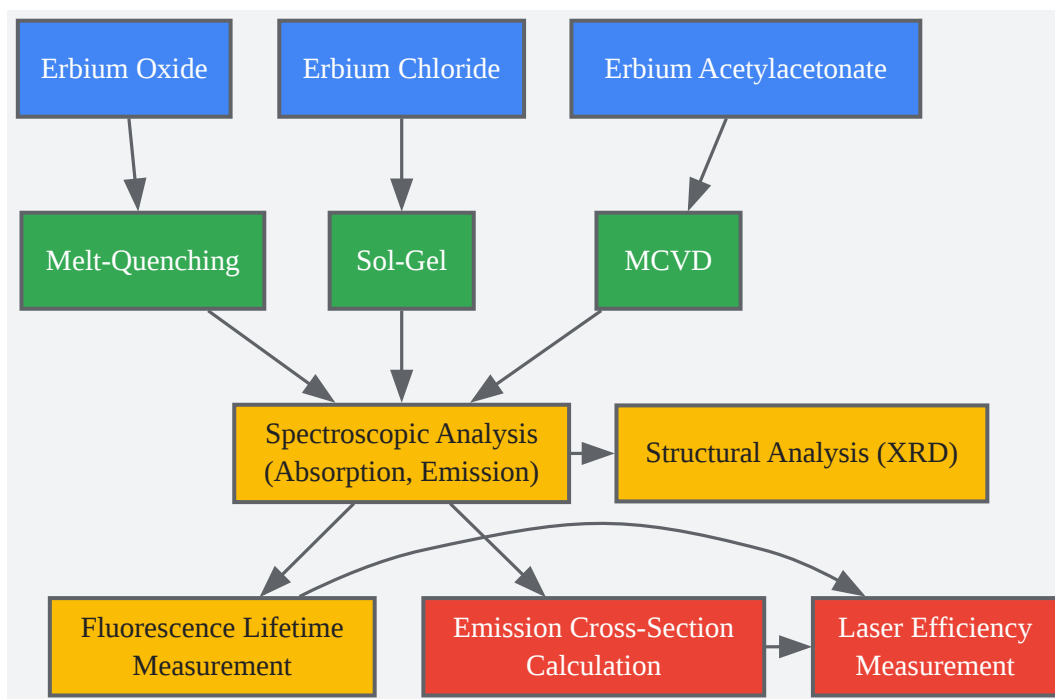 Erbium Oxide
Erbium Chloride
Erbium Acetylacetonate
Melt-Quenching
Sol-Gel
MCVD
Spectroscopic Analysis
(Absorption, Emission)
Structural Analysis (XRD)
Fluorescence Lifetime
Measurement
Emission Cross-Section
Calculation
Laser Efficiency
Measurement